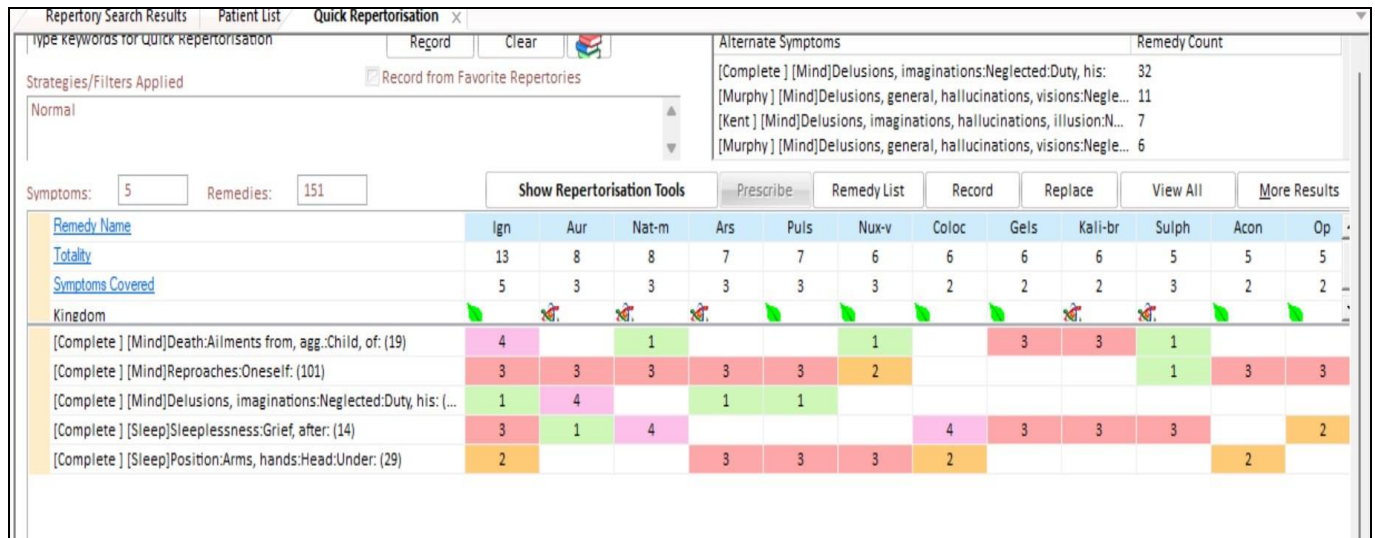 Repertory Search Results Patient List Quick Repertorisation X
Type keywords for Quick Repertorisation Record Clear
Alternate Symptoms Remedy Count
Strategies/Filters Applied Record from Favorite Repertories
Normal
[Complete ] [Mind]Delusions, imaginations:Neglected:Duty, his: 32
[Murphy ] [Mind]Delusions, general, hallucinations, visions:Negle... 11
[Kent ] [Mind]Delusions, imaginations, hallucinations, illusion:N... 7
[Murphy ] [Mind]Delusions, general, hallucinations, visions:Negle... 6
Symptoms: 5 Remedies: 151 Show Repertorisation Tools Prescribe Remedy List Record Replace View All More Results
Remedy Name Ign Aur Nat-m Ars Puls Nux-v Coloc Gels Kali-br Sulph Acon Op
Totality 13 8 8 7 7 6 6 6 6 5 5 5
Symptoms Covered 5 3 3 3 3 3 2 2 2 3 2 2
Kingdom
[Complete ] [Mind]Death:Ailments from, agg.:Child, of: (19) 4 1 1 3 3 1
[Complete ] [Mind]Reproaches:Oneself: (101) 3 3 3 3 3 2 1 3 3
[Complete ] [Mind]Delusions, imaginations:Neglected:Duty, his: (... 1 4 1 1
[Complete ] [Sleep]Sleeplessness:Grief, after: (14) 3 1 4 4 3 3 3 2
[Complete ] [Sleep]Position:Arms, hands:Head:Under: (29) 2 3 3 3 2 2